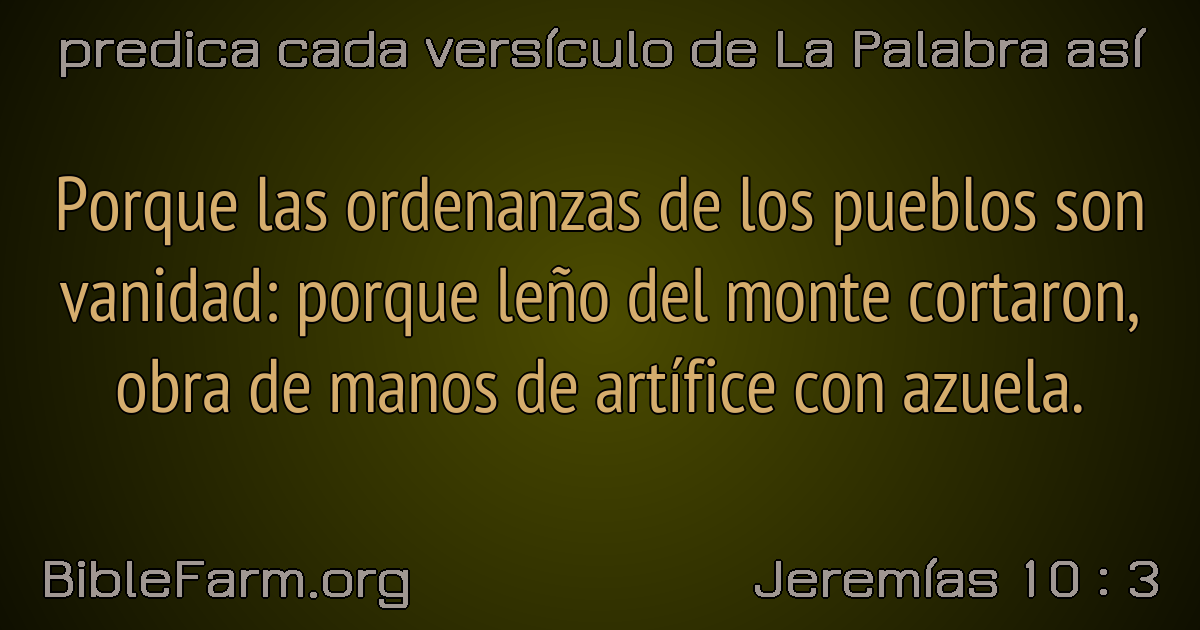 predica cada versículo de La Palabra así
Porque las ordenanzas de los pueblos son
vanidad: porque leño del monte cortaron,
obra de manos de artífice con azuela.
BibleFarm.org
Jeremías 10 : 3